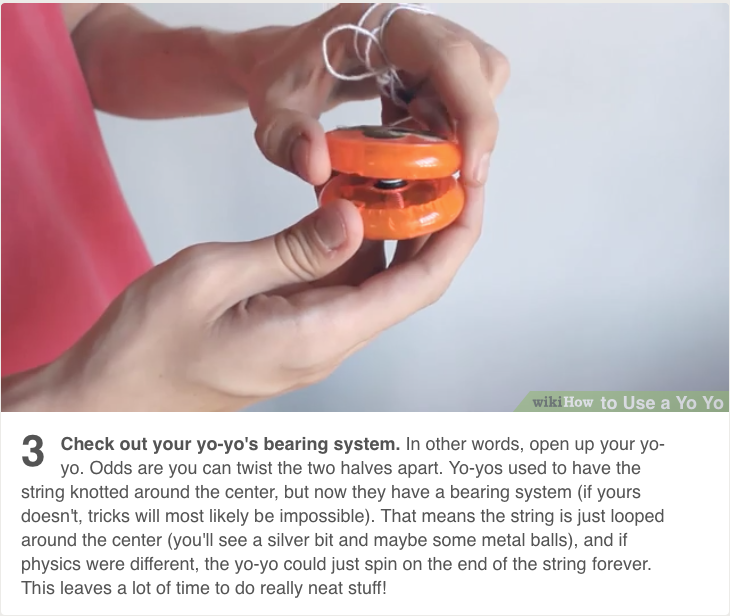 wikiHow to Use a Yo Yo
3 Check out your yo-yo's bearing system. In other words, open up your yo-
yo. Odds are you can twist the two halves apart. Yo-yos used to have the
string knotted around the center, but now they have a bearing system (if yours
doesn't, tricks will most likely be impossible). That means the string is just looped
around the center (you'll see a silver bit and maybe some metal balls), and if
physics were different, the yo-yo could just spin on the end of the string forever.
This leaves a lot of time to do really neat stuff!